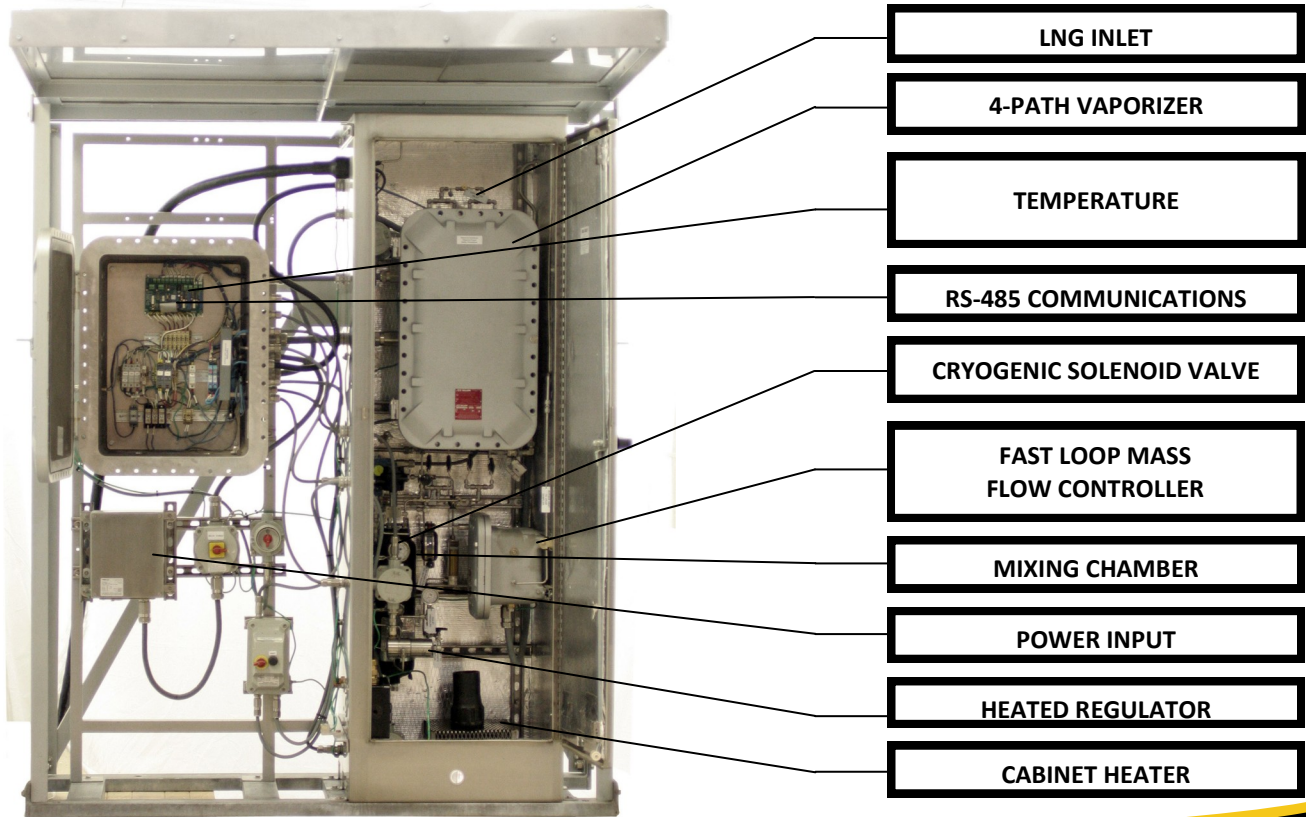 LNG INLET
4-PATH VAPORIZER
TEMPERATURE
RS-485 COMMUNICATIONS
CRYOGENIC SOLENOID VALVE
FAST LOOP MASS
FLOW CONTROLLER
MIXING CHAMBER
POWER INPUT
HEATED REGULATOR
CABINET HEATER